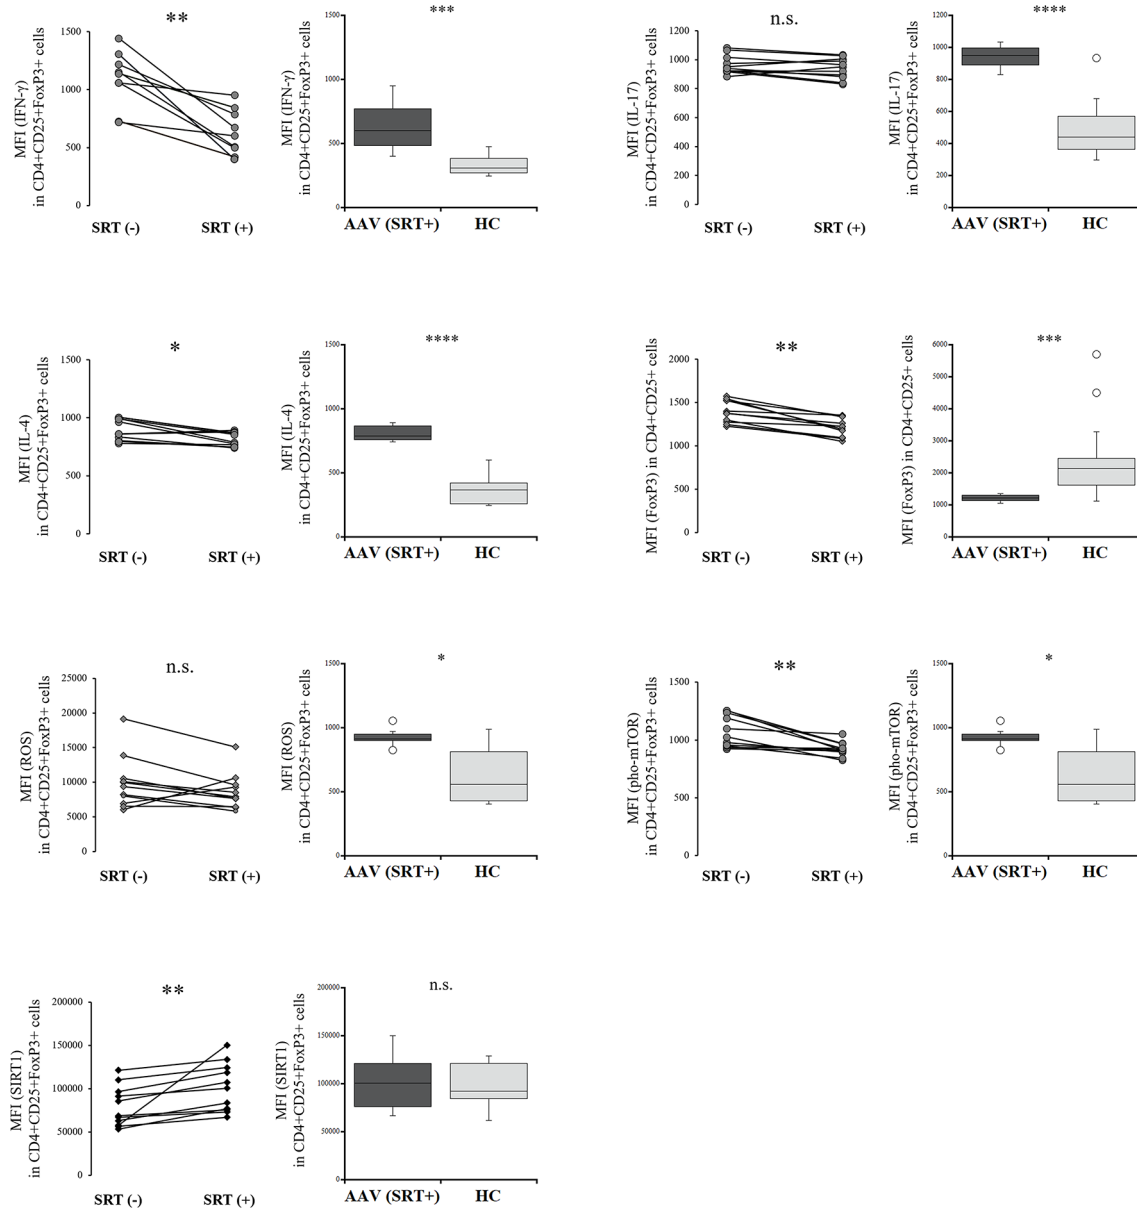 **
MFI (IFN-γ)
in CD4+CD25+FoxP3+ cells
1500
1000
500
0
SRT (-) SRT (+)
***
MFI (IFN-γ)
in CD4+CD25+FoxP3+ cells
1500
1000
500
0
AAV (SRT+) HC
n.s.
MFI (IL-17)
in CD4+CD25+FoxP3+ cells
1200
1000
800
600
400
200
0
SRT (-) SRT (+)
****
MFI (IL-17)
in CD4+CD25+FoxP3+ cells
1200
1000
800
600
400
200
0
AAV (SRT+) HC
*
MFI (IL-4)
in CD4+CD25+FoxP3+ cells
1500
1000
500
0
SRT (-) SRT (+)
****
MFI (IL-4)
in CD4+CD25+FoxP3+ cells
1500
1000
500
0
AAV (SRT+) HC
**
MFI (FoxP3) in CD4+CD25+ cells
2000
1500
1000
500
0
SRT (-) SRT (+)
***
MFI (FoxP3) in CD4+CD25+ cells
6000
5000
4000
3000
2000
1000
0
AAV (SRT+) HC
n.s.
MFI (ROS)
in CD4+CD25+FoxP3+ cells
25000
20000
15000
10000
5000
0
SRT (-) SRT (+)
*
MFI (ROS)
in CD4+CD25+FoxP3+ cells
1500
1000
500
0
AAV (SRT+) HC
**
MFI (pho-mTOR)
in CD4+CD25+FoxP3+ cells
1500
1000
500
0
SRT (-) SRT (+)
*
MFI (pho-mTOR)
in CD4+CD25+FoxP3+ cells
1500
1000
500
0
AAV (SRT+) HC
**
MFI (SIRT1)
in CD4+CD25+FoxP3+ cells
200000
150000
100000
50000
0
SRT (-) SRT (+)
n.s.
MFI (SIRT1)
in CD4+CD25+FoxP3+ cells
200000
150000
100000
50000
0
AAV (SRT+) HC